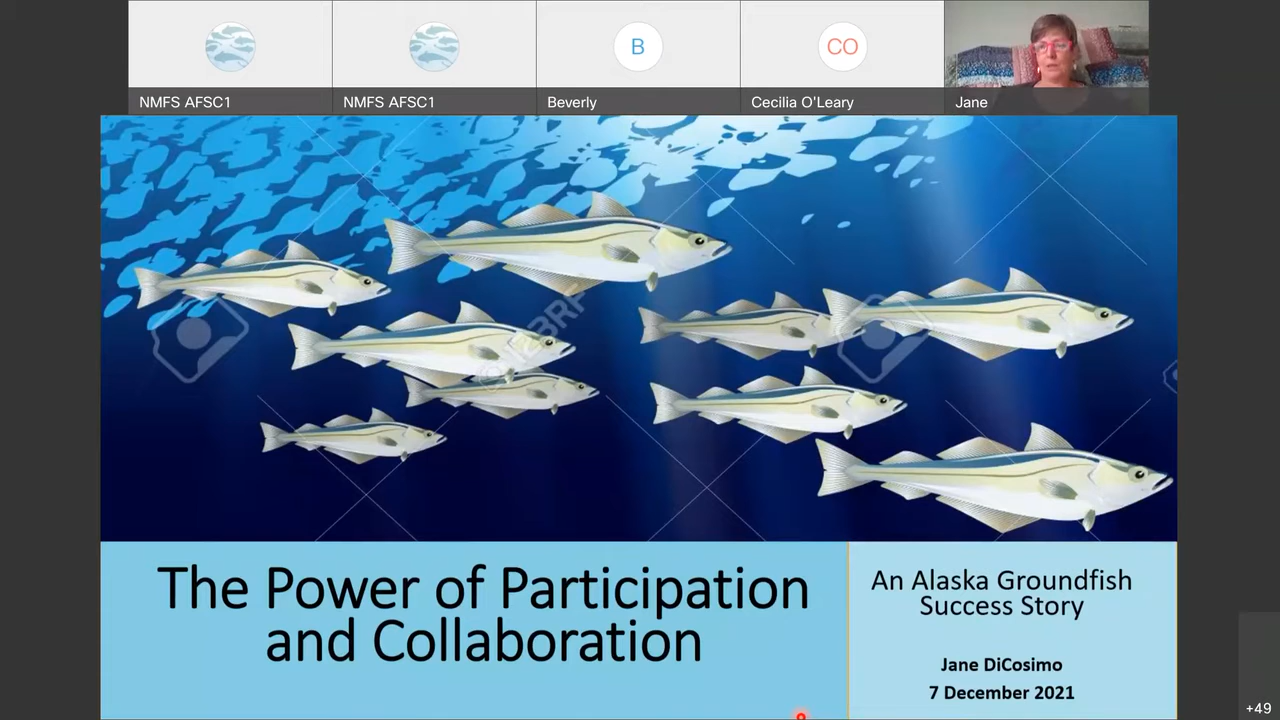 NMFS AFSC1
NMFS AFSC1
B
Beverly
CO
Cecilia O'Leary
Jane
The Power of Participation
and Collaboration
An Alaska Groundfish
Success Story
Jane DiCosimo
7 December 2021
+49